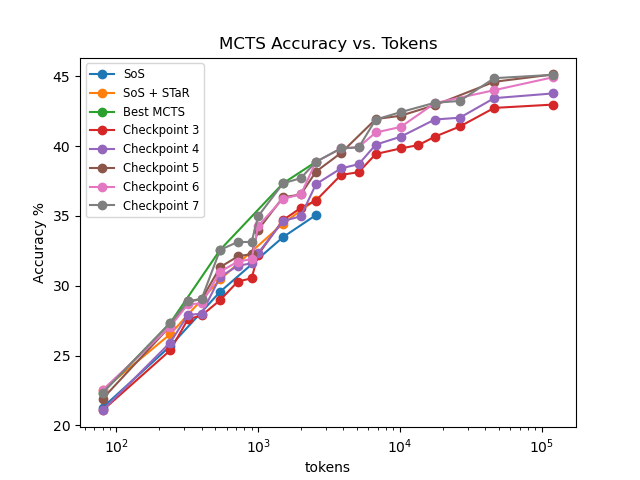 MCTS Accuracy vs. Tokens
SoS
SoS + STaR
Best MCTS
Checkpoint 3
Checkpoint 4
Checkpoint 5
Checkpoint 6
Checkpoint 7
Accuracy %
45
40
35
30
25
20
10²
10³
10⁴
10⁵
tokens